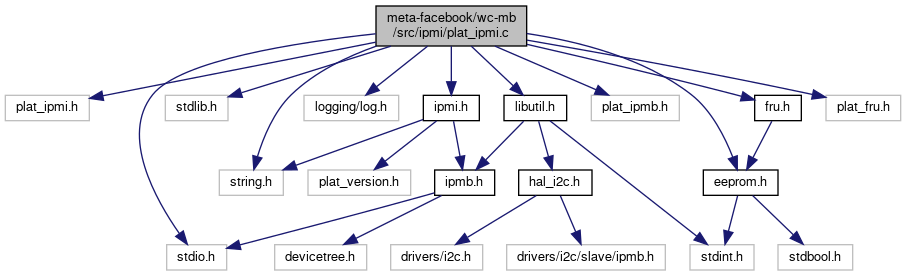 meta-facebook/wc-mb
/src/ipmi/plat_ipmi.c
plat_ipmi.h
stdlib.h
logging/log.h
ipmi.h
libutil.h
plat_ipmb.h
fru.h
plat_fru.h
string.h
plat_version.h
ipmb.h
hal_i2c.h
eeprom.h
stdio.h
devicetree.h
drivers/i2c.h
drivers/i2c/slave/ipmb.h
stdint.h
stdbool.h